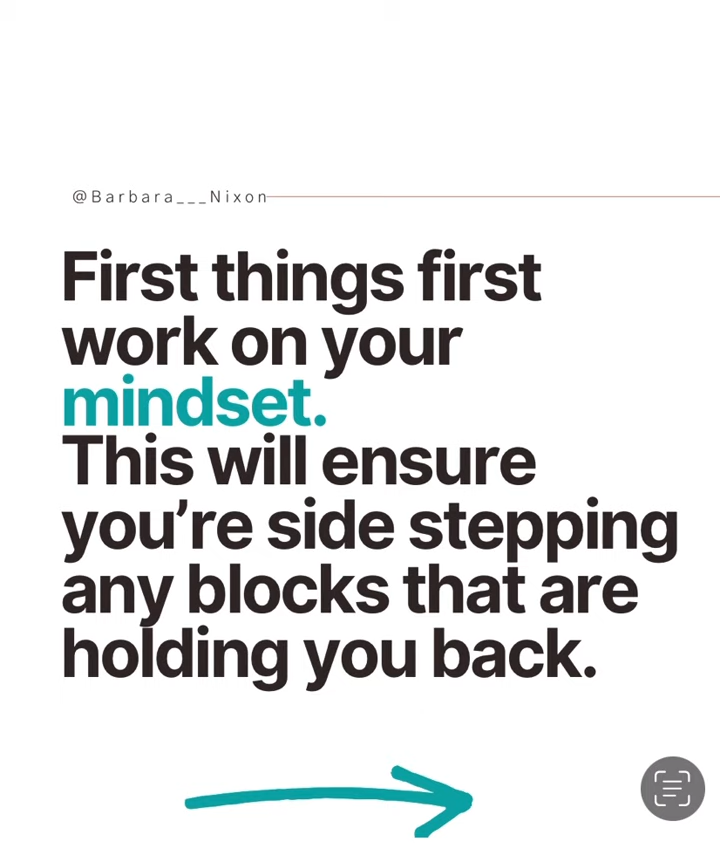 @Barbara___Nixon
First things first
work on your
mindset.
This will ensure
you’re side stepping
any blocks that are
holding you back.